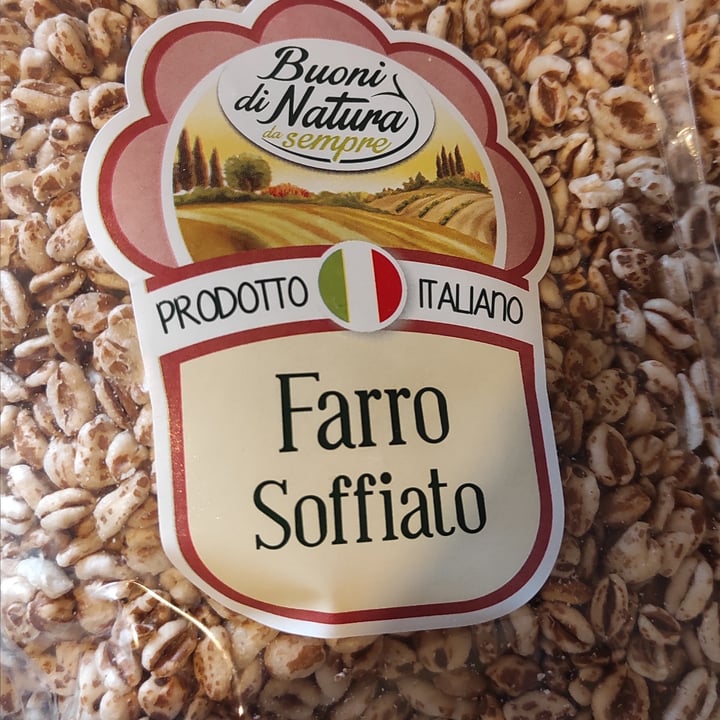 Buoni
di Natura
da sempre
PRODOTTO ITALIANO
Farro
Soffiato